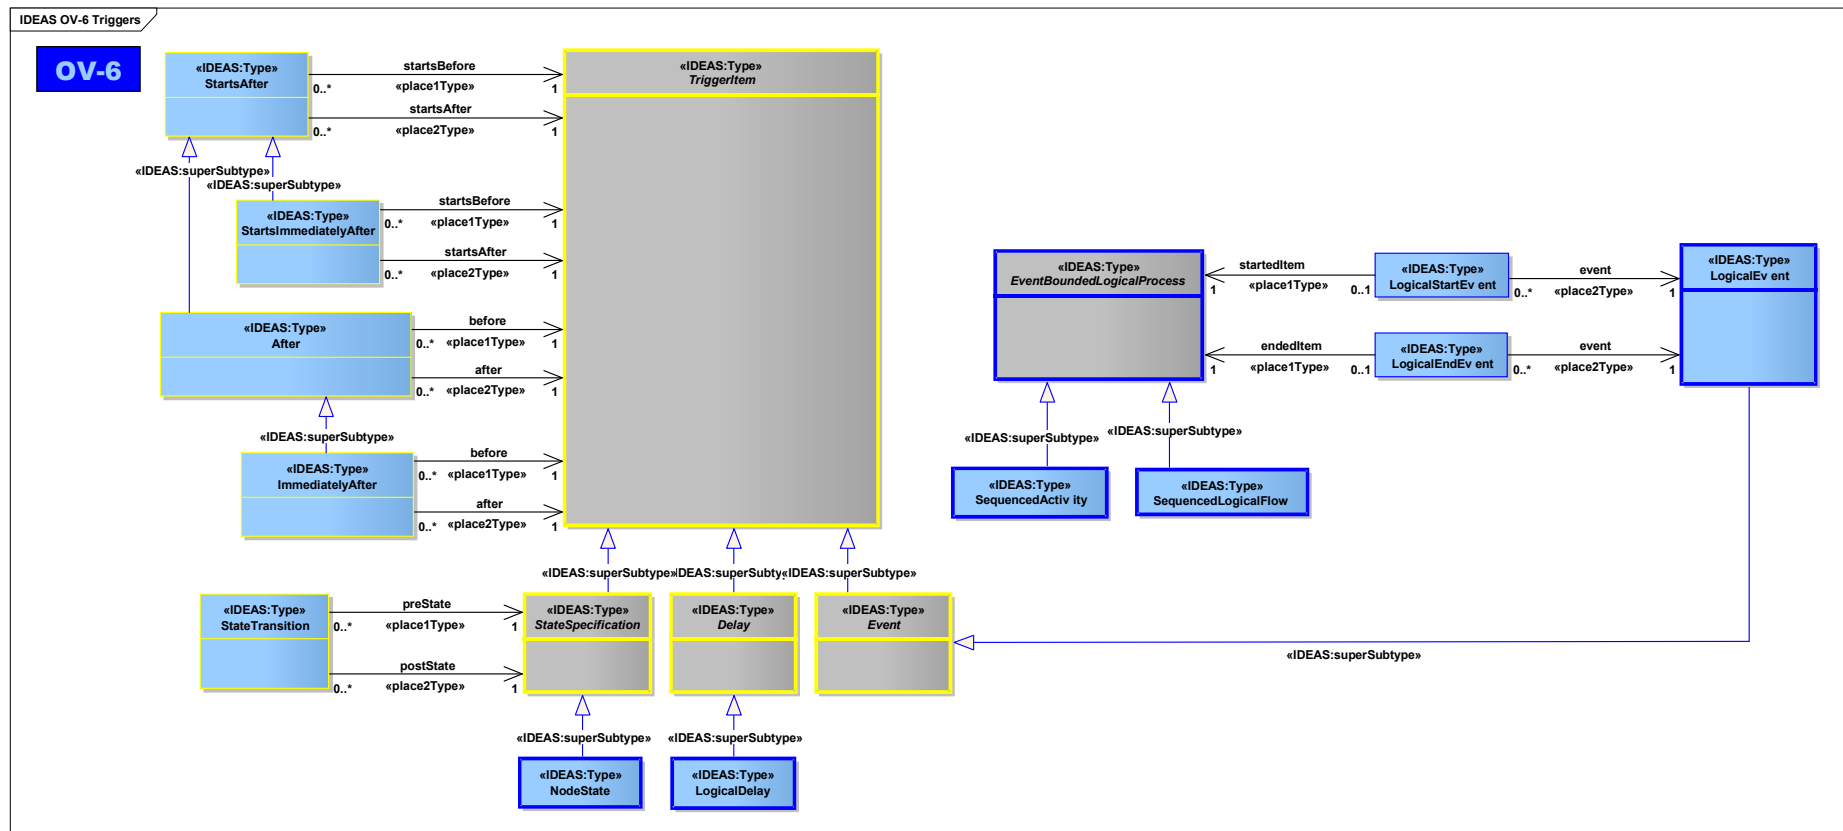 IDEAS OV-6 Triggers
OV-6
«IDEAS:Type»
StartsAfter
startsBefore
0..*
«place1Type»
1
startsAfter
0..*
«place2Type»
1
«IDEAS:Type»
TriggerItem
«IDEAS:superSubtype»
«IDEAS:superSubtype»
«IDEAS:Type»
StartsImmediatelyAfter
startsBefore
0..*
«place1Type»
1
startsAfter
0..*
«place2Type»
1
«IDEAS:Type»
After
before
0..*
«place1Type»
1
after
0..*
«place2Type»
1
«IDEAS:superSubtype»
«IDEAS:Type»
ImmediatelyAfter
before
0..*
«place1Type»
1
after
0..*
«place2Type»
1
«IDEAS:Type»
EventBoundedLogicalProcess
startedItem
1
«place1Type»
0..1
«IDEAS:Type»
LogicalStartEv ent
event
0..*
«place2Type»
1
«IDEAS:Type»
LogicalEv ent
endedItem
1
«place1Type»
0..1
«IDEAS:Type»
LogicalEndEv ent
event
0..*
«place2Type»
1
«IDEAS:superSubtype»
«IDEAS:superSubtype»
«IDEAS:Type»
SequencedActiv ity
«IDEAS:Type»
SequencedLogicalFlow
«IDEAS:superSubtype»
IDEAS:superSubty
«IDEAS:superSubtype»
«IDEAS:Type»
StateTransition
preState
0..*
«place1Type»
1
postState
0..*
«place2Type»
1
«IDEAS:Type»
StateSpecification
«IDEAS:Type»
Delay
«IDEAS:Type»
Event
«IDEAS:superSubtype»
«IDEAS:superSubtype»
«IDEAS:superSubtype»
«IDEAS:Type»
NodeState
«IDEAS:Type»
LogicalDelay